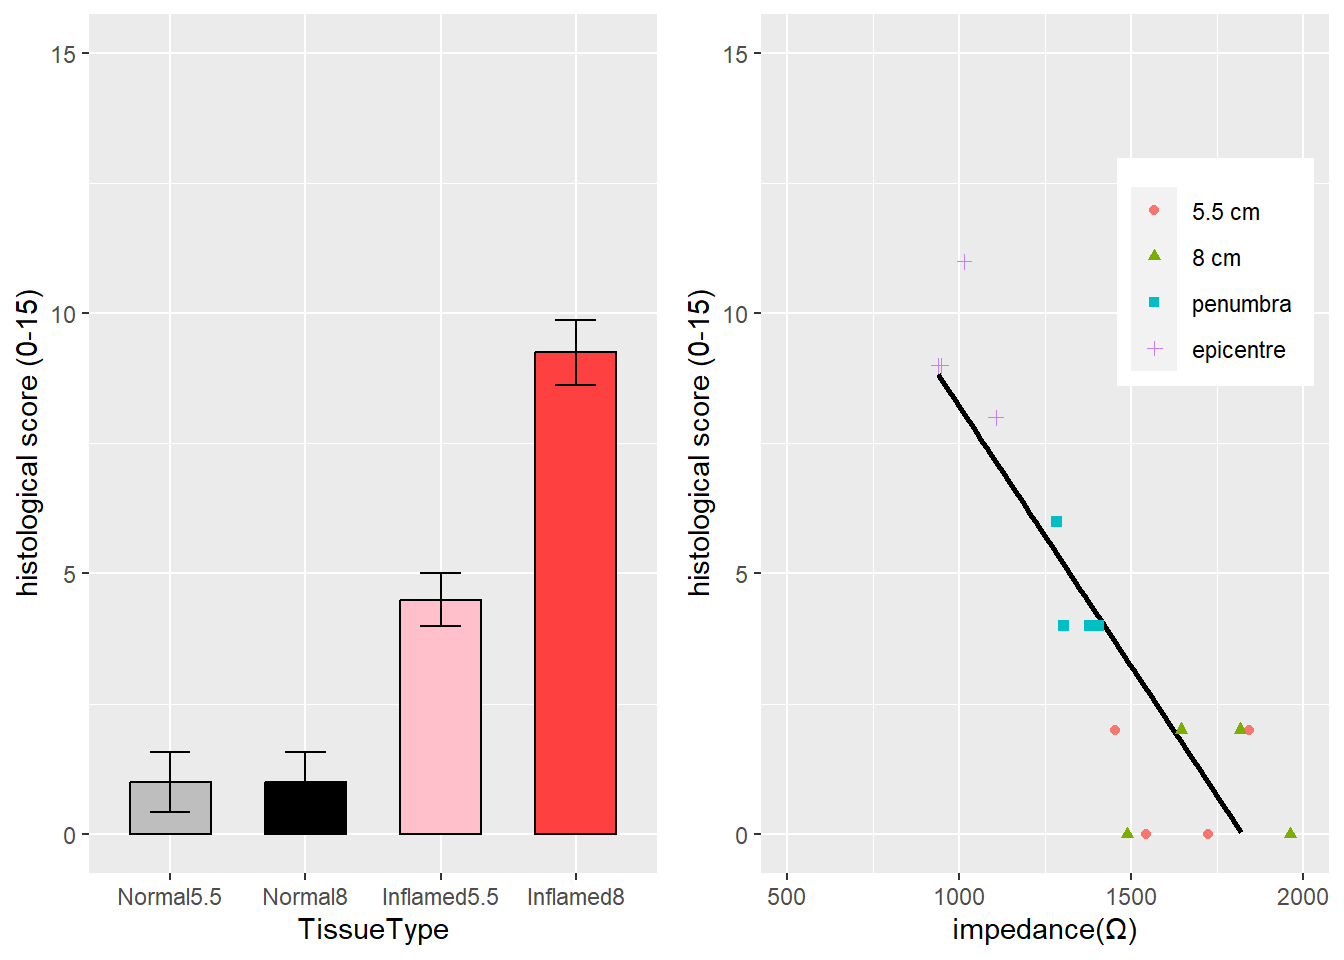 histological score (0-15)
15
10
5
0
Normal5.5 Normal8 Inflamed5.5 Inflamed8
TissueType
histological score (0-15)
15
10
5
0
5.5 cm
8 cm
penumbra
epicentre
500 1000 1500 2000
impedance(Ω)